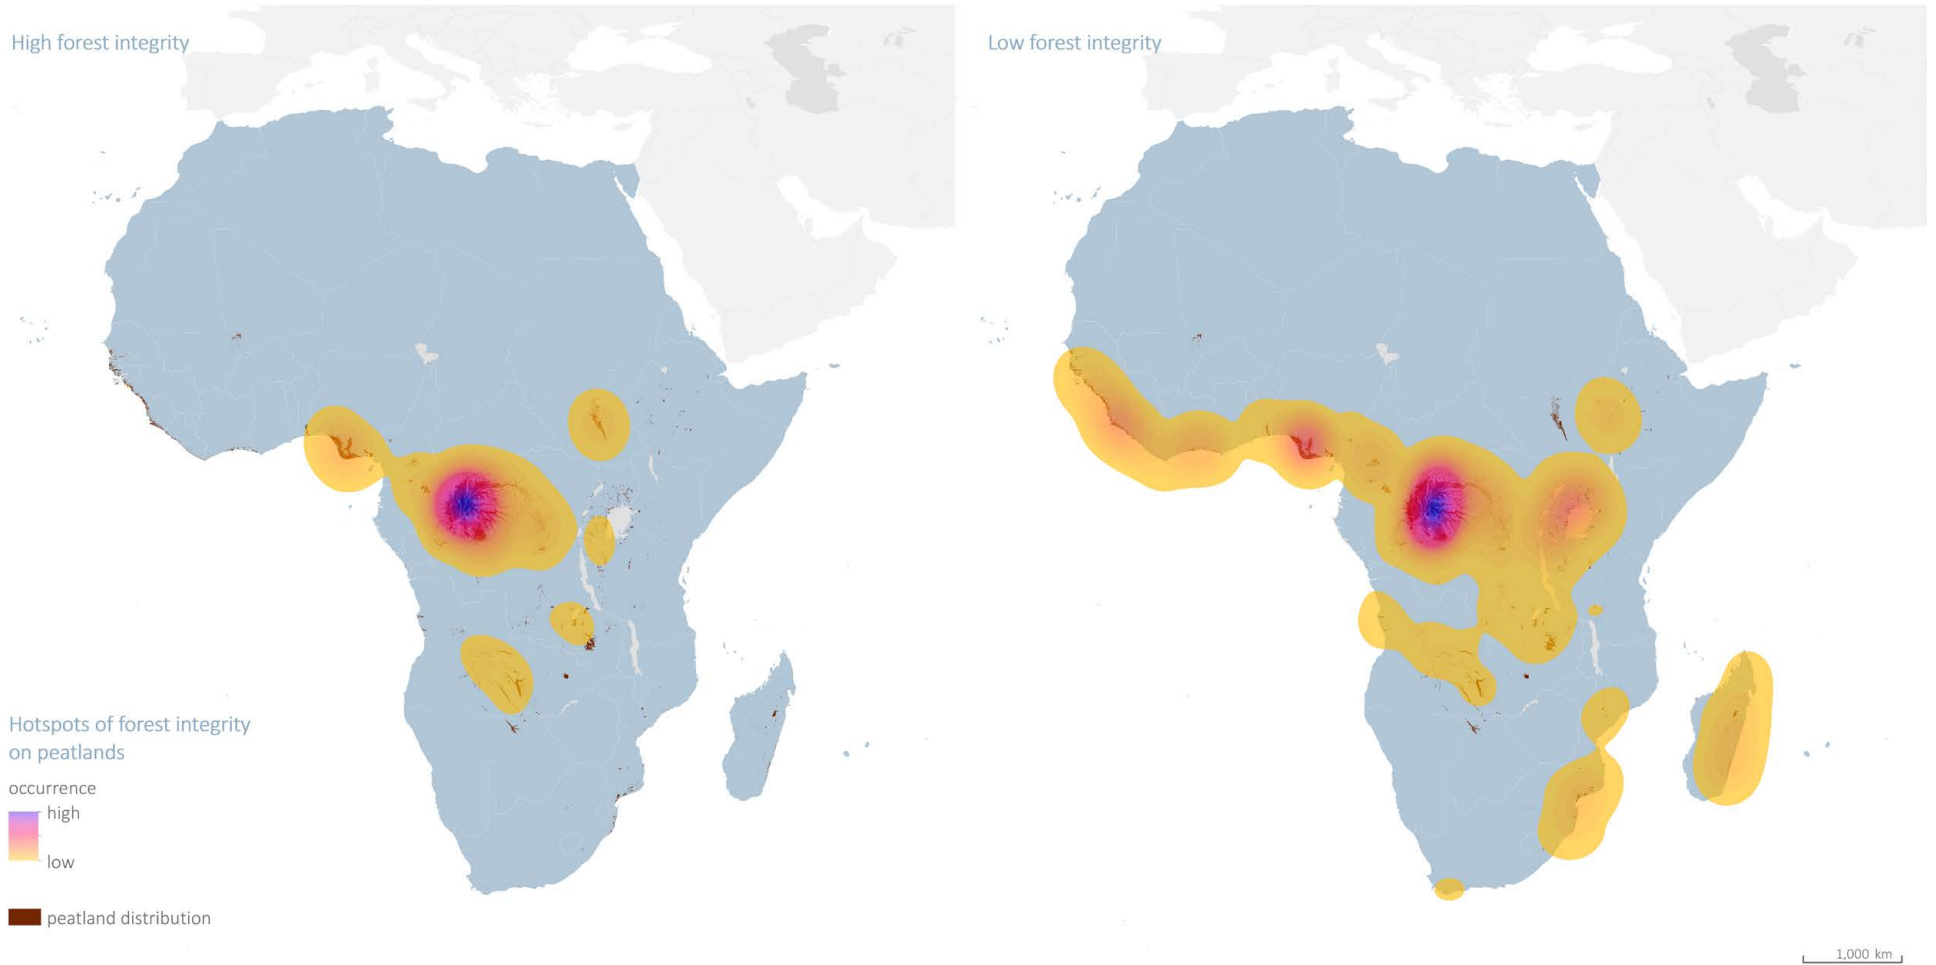 High forest integrity
Low forest integrity
Hotspots of forest integrity
on peatlands
occurrence
high
low
peatland distribution
1,000 km